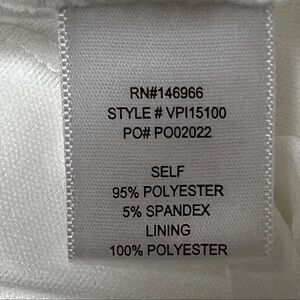 RN#146966
STYLE # VPI15100
PO# PO02022
SELF
95% POLYESTER
5% SPANDEX
LINING
100% POLYESTER